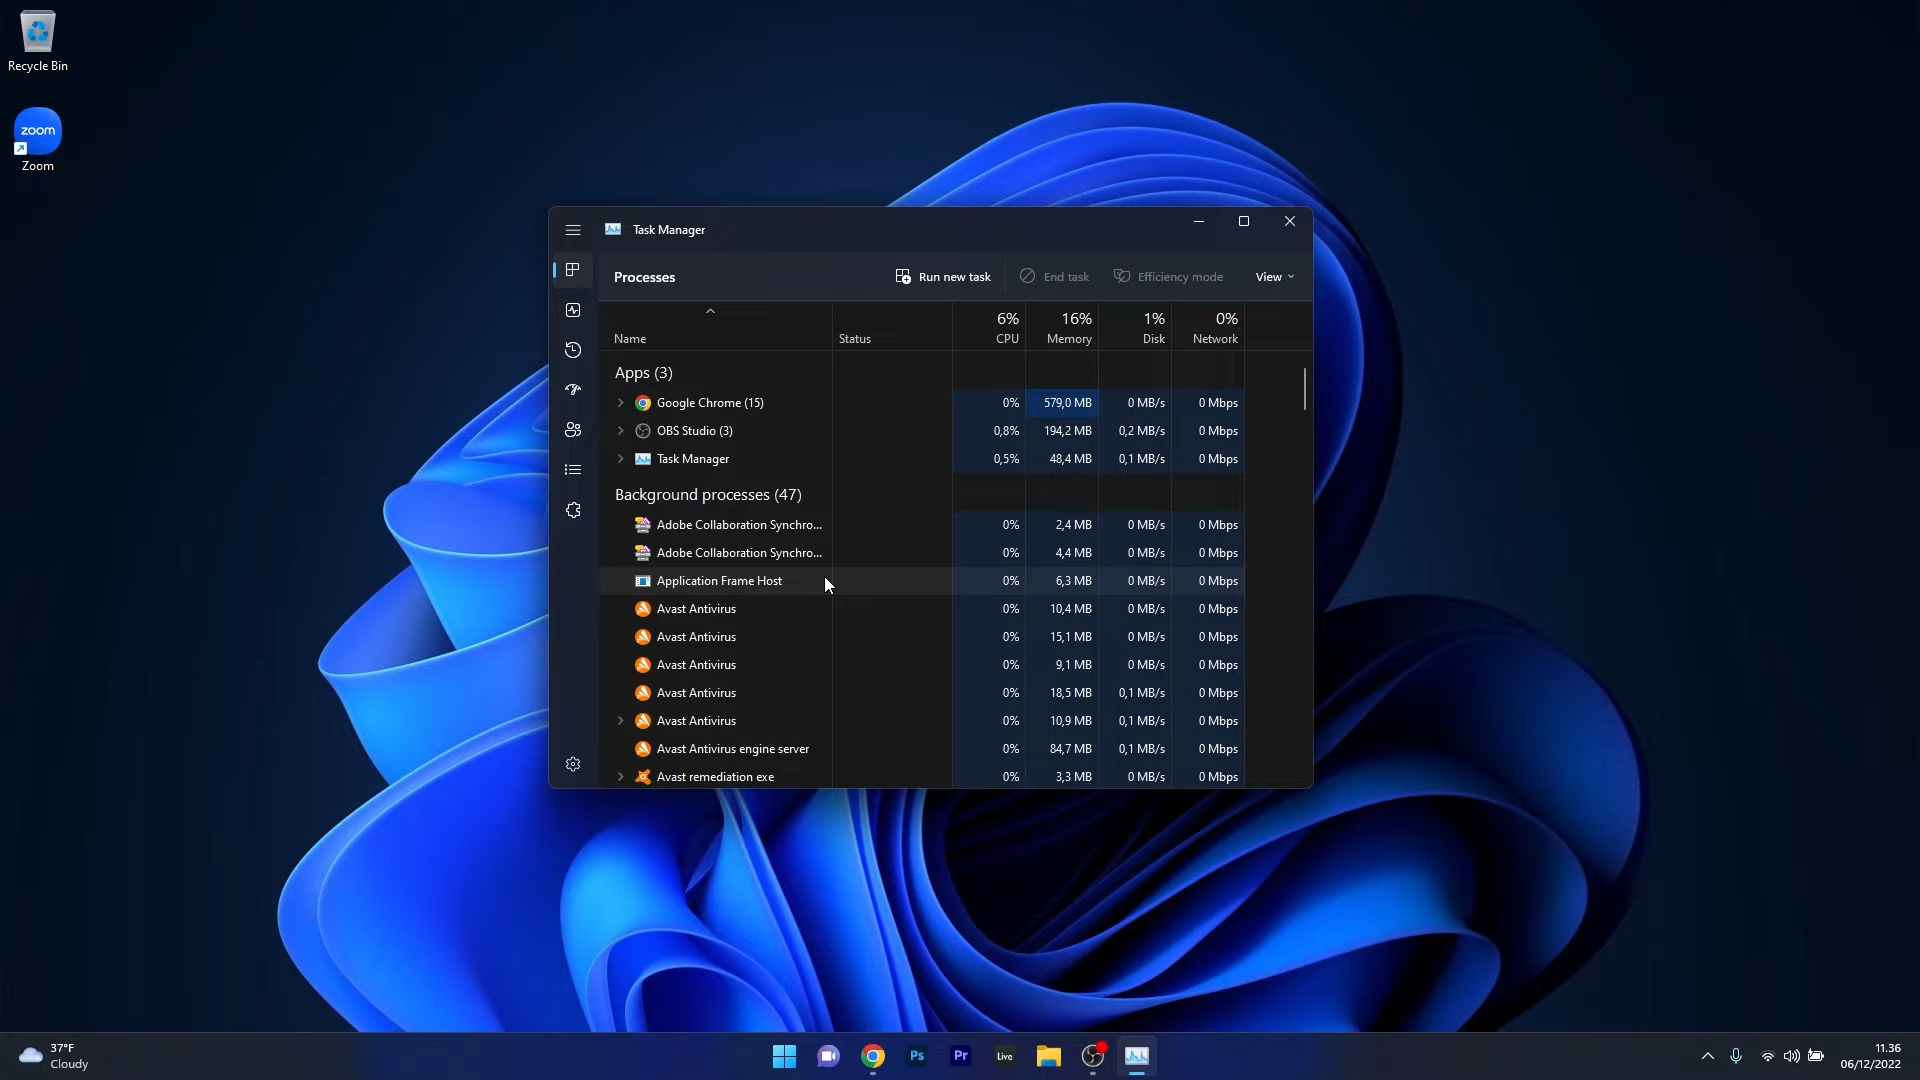 Recycle Bin
zoom
Zoom
Task Manager
Processes
Run new task
End task
Efficiency mode
View
6% 16% 1% 0%
Name Status CPU Memory Disk Network
Apps (3)
Google Chrome (15) 0% 579,0 MB 0 MB/s 0 Mbps
OBS Studio (3) 0,8% 194,2 MB 0,2 MB/s 0 Mbps
Task Manager 0,5% 48,4 MB 0,1 MB/s 0 Mbps
Background processes (47)
Adobe Collaboration Synchro... 0% 2,4 MB 0 MB/s 0 Mbps
Adobe Collaboration Synchro... 0% 4,4 MB 0 MB/s 0 Mbps
Application Frame Host 0% 6,3 MB 0 MB/s 0 Mbps
Avast Antivirus 0% 10,4 MB 0 MB/s 0 Mbps
Avast Antivirus 0% 15,1 MB 0 MB/s 0 Mbps
Avast Antivirus 0% 9,1 MB 0 MB/s 0 Mbps
Avast Antivirus 0% 18,5 MB 0,1 MB/s 0 Mbps
Avast Antivirus 0% 10,9 MB 0,1 MB/s 0 Mbps
Avast Antivirus engine server 0% 84,7 MB 0,1 MB/s 0 Mbps
Avast remediation exe 0% 3,3 MB 0 MB/s 0 Mbps
37°F
Cloudy
Ps
Pr
Live
11.36
06/12/2022